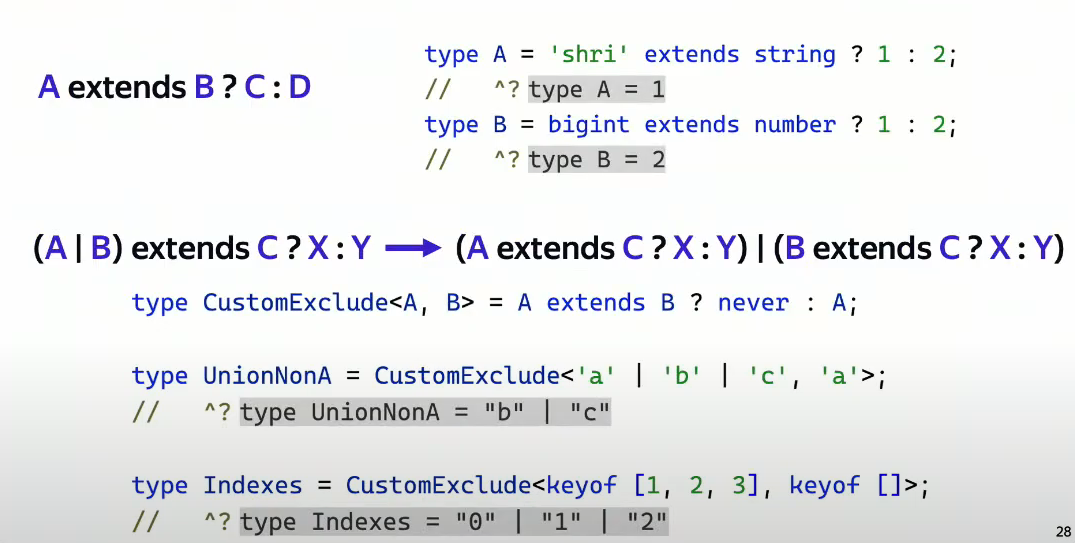 A extends B ? C : D
type A = 'shri' extends string ? 1 : 2;
//   ^? type A = 1
type B = bigint extends number ? 1 : 2;
//   ^? type B = 2
(A | B) extends C ? X : Y → (A extends C ? X : Y) | (B extends C ? X : Y)
type CustomExclude<A, B> = A extends B ? never : A;
type UnionNonA = CustomExclude<'a' | 'b' | 'c', 'a'>;
//   ^? type UnionNonA = "b" | "c"
type Indexes = CustomExclude<keyof [1, 2, 3], keyof []>;
//   ^? type Indexes = "0" | "1" | "2"
28